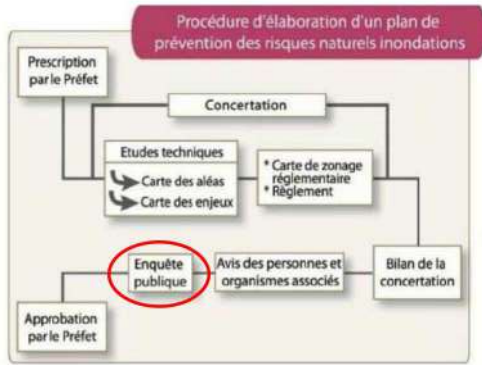 Procédure d'élaboration d'un plan de
prévention des risques naturels inondations
Prescription
par le Préfet
Concertation
Etudes techniques
Carte des aléas
Carte des enjeux
* Carte de zonage
réglementaire
* Règlement
Enquête
publique
Avis des personnes et
organismes associés
Bilan de la
concertation
Approbation
par le Préfet